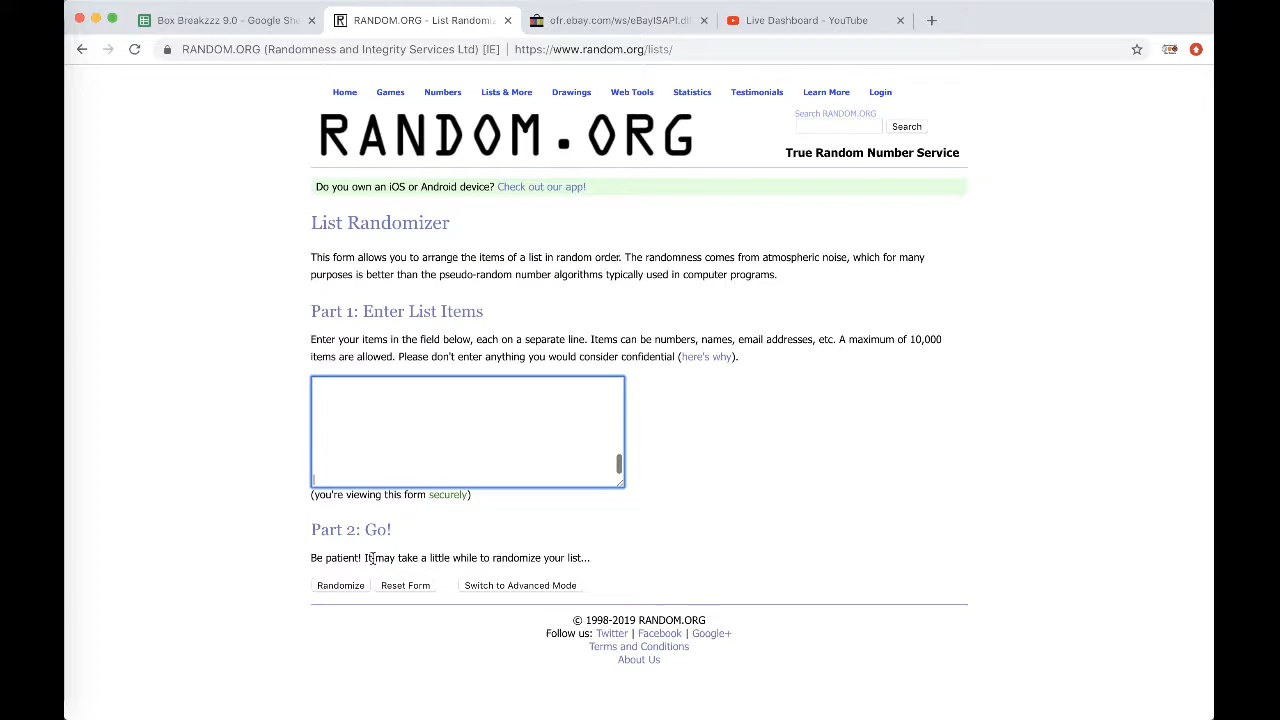 Box Breakzzz 9.0 - Google She
RANDOM.ORG - List Randomiz
ofr.ebay.com/ws/eBayISAPI.dll
Live Dashboard - YouTube
RANDOM.ORG (Randomness and Integrity Services Ltd) [IE] | https://www.random.org/lists/
Home Games Numbers Lists & More Drawings Web Tools Statistics Testimonials Learn More Login
Search RANDOM.ORG
Search
RANDOM.ORG
True Random Number Service
Do you own an iOS or Android device? Check out our app!
List Randomizer
This form allows you to arrange the items of a list in random order. The randomness comes from atmospheric noise, which for many
purposes is better than the pseudo-random number algorithms typically used in computer programs.
Part 1: Enter List Items
Enter your items in the field below, each on a separate line. Items can be numbers, names, email addresses, etc. A maximum of 10,000
items are allowed. Please don't enter anything you would consider confidential (here's why).
(you're viewing this form securely)
Part 2: Go!
Be patient! It may take a little while to randomize your list...
Randomize Reset Form Switch to Advanced Mode
© 1998-2019 RANDOM.ORG
Follow us: Twitter | Facebook | Google+
Terms and Conditions
About Us